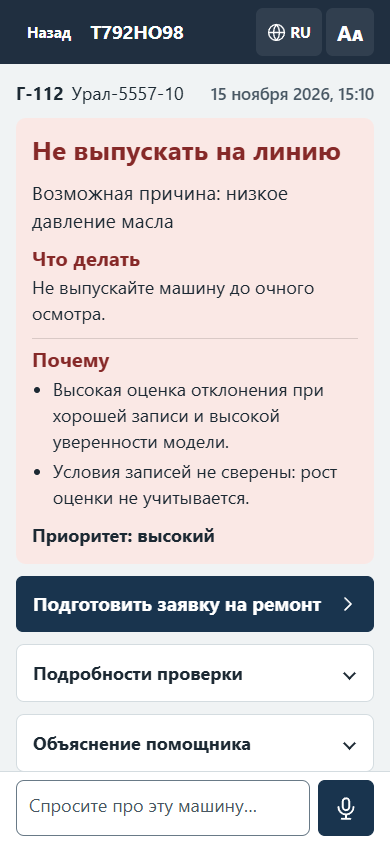 Назад T792HO98 RU Aᴀ
Г-112 Урал-5557-10 15 ноября 2026, 15:10
Не выпускать на линию
Возможная причина: низкое
давление масла
Что делать
Не выпускайте машину до очного
осмотра.
Почему
• Высокая оценка отклонения при
хорошей записи и высокой
уверенности модели.
• Условия записей не сверены: рост
оценки не учитывается.
Приоритет: высокий
Подготовить заявку на ремонт
Подробности проверки
Объяснение помощника
Спросите про эту машину...